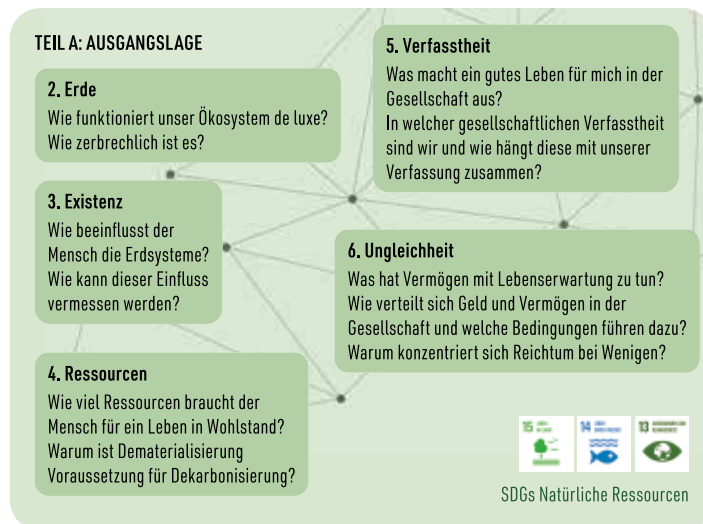 TEIL A: AUSGANGSLAGE
2. Erde
Wie funktioniert unser Ökosystem de luxe?
Wie zerbrechlich ist es?
3. Existenz
Wie beeinflusst der
Mensch die Erdsysteme?
Wie kann dieser Einfluss
vermessen werden?
4. Ressourcen
Wie viel Ressourcen braucht der
Mensch für ein Leben in Wohlstand?
Warum ist Dematerialisierung
Voraussetzung für Dekarbonisierung?
5. Verfasstheit
Was macht ein gutes Leben für mich in der
Gesellschaft aus?
In welcher gesellschaftlichen Verfasstheit
sind wir und wie hängt diese mit unserer
Verfassung zusammen?
6. Ungleichheit
Was hat Vermögen mit Lebenserwartung zu tun?
Wie verteilt sich Geld und Vermögen in der
Gesellschaft und welche Bedingungen führen dazu?
Warum konzentriert sich Reichtum bei Wenigen?
15
14
13
SDGs Natürliche Ressourcen